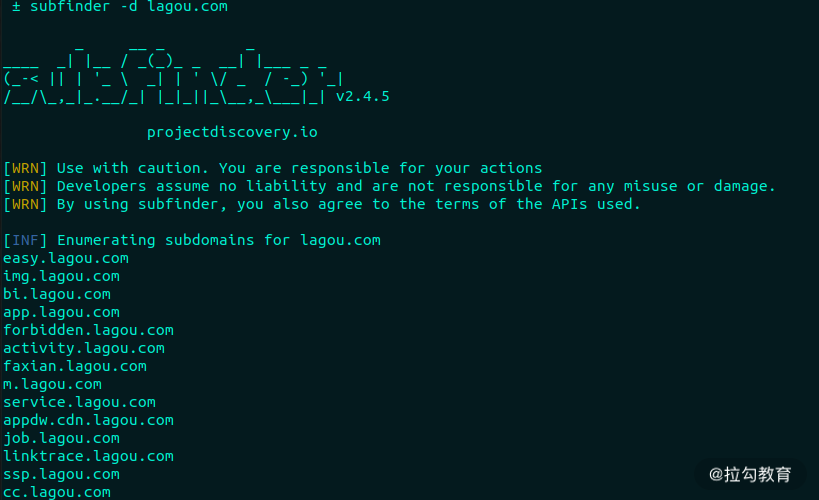 ± subfinder -d lagou.com
v2.4.5
projectdiscovery.io
[WRN] Use with caution. You are responsible for your actions
[WRN] Developers assume no liability and are not responsible for any misuse or damage.
[WRN] By using subfinder, you also agree to the terms of the APIs used.
[INF] Enumerating subdomains for lagou.com
easy.lagou.com
img.lagou.com
bi.lagou.com
app.lagou.com
forbidden.lagou.com
activity.lagou.com
faxian.lagou.com
m.lagou.com
service.lagou.com
appdw.cdn.lagou.com
job.lagou.com
linktrace.lagou.com
ssp.lagou.com
cc.lagou.com
@拉勾教育